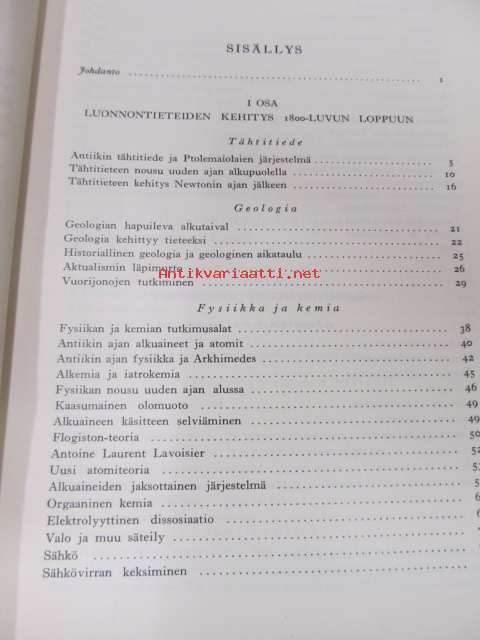 SISÄLLYS
Johdanto 1
I OSA
LUONNONTIETEIDEN KEHITYS 1800-LUVUN LOPPUUN
Tähtitiede
Antiikin tähtitiede ja Ptolemaiolaien järjestelmä 5
Tähtitieteen nousu uuden ajan alkupuolella 10
Tähtitieteen kehitys Newtonin ajan jälkeen 16
Geologia
Geologian hapuileva alkutaival 21
Geologia kehittyy tieteeksi 22
Historiallinen geologia ja geologinen aikataulu 25
Aktualismin läpimurto 26
Antikvariaatti.net
Vuorijonojen tutkiminen 29
Fysiikka ja kemia
Fysiikan ja kemian tutkimusalat 38
Antiikin ajan alkuaineet ja atomit 40
Antiikin ajan fysiikka ja Arkhimedes 42
Alkemia ja iatrokemia 45
Fysiikan nousu uuden ajan alussa 46
Kaasumainen olomuoto 49
Alkuaineen käsitteen selviäminen 49
Flogiston-teoria 50
Antoine Laurent Lavoisier 52
Uusi atomiteoria 52
Alkuaineiden jaksottainen järjestelmä 5
Orgaaninen kemia 6
Elektrolyyttinen dissosiaatio
Valo ja muu säteily
Sähkö
Sähkövirran keksiminen